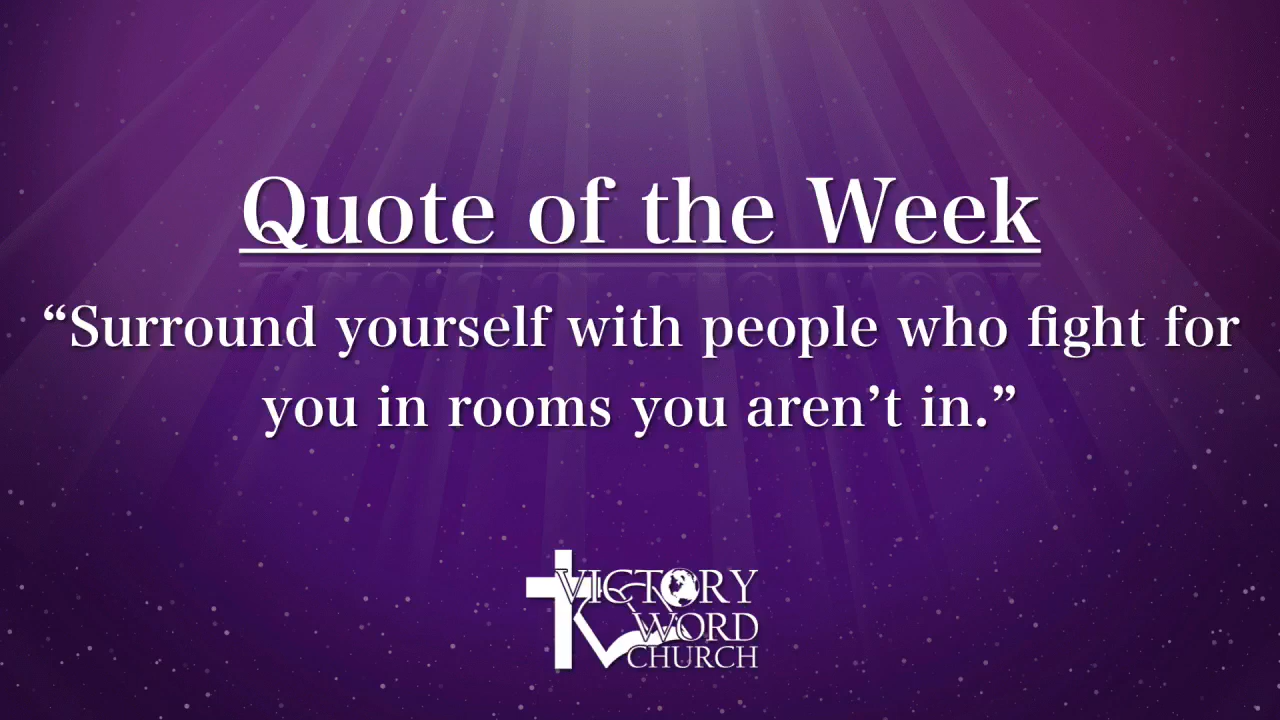 Quote of the Week
“Surround yourself with people who fight for
you in rooms you aren’t in.”
VICTORY
WORD
CHURCH